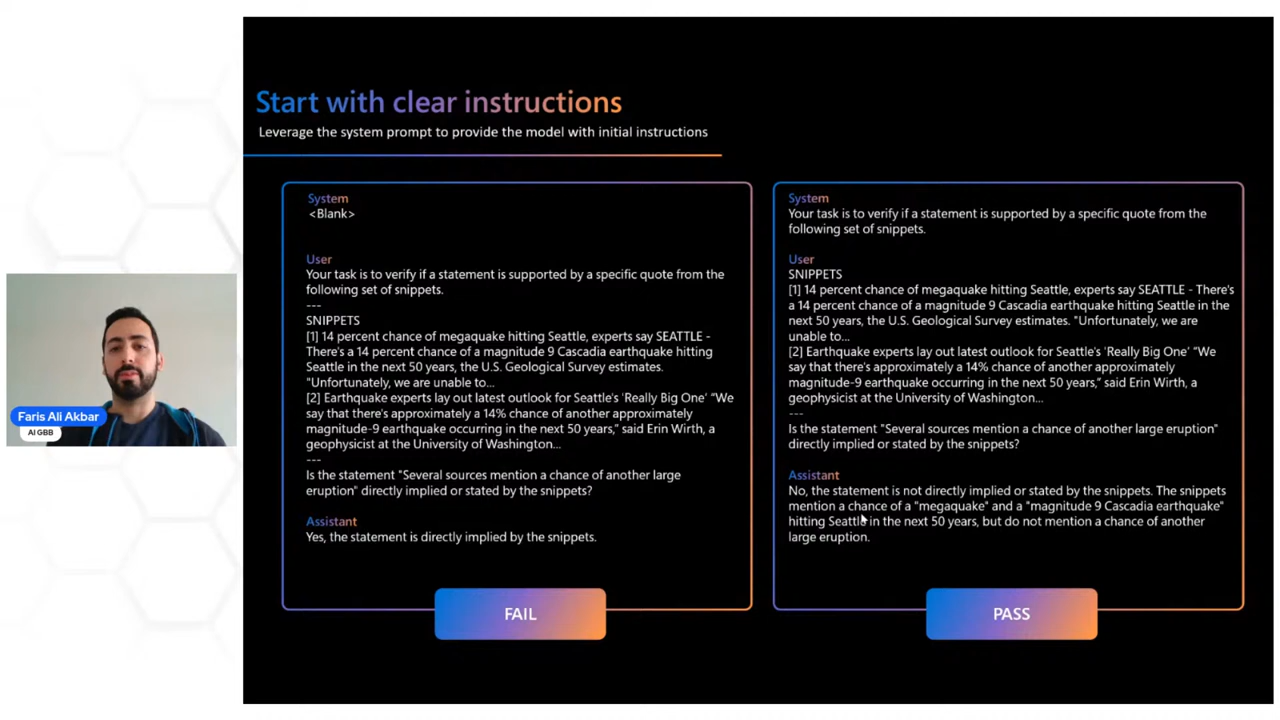 Start with clear instructions
Leverage the system prompt to provide the model with initial instructions
System
<Blank>
User
Your task is to verify if a statement is supported by a specific quote from the
following set of snippets.
---
SNIPPETS
[1] 14 percent chance of megaquake hitting Seattle, experts say SEATTLE -
There's a 14 percent chance of a magnitude 9 Cascadia earthquake hitting
Seattle in the next 50 years, the U.S. Geological Survey estimates.
"Unfortunately, we are unable to...
[2] Earthquake experts lay out latest outlook for Seattle's 'Really Big One' “We
say that there's approximately a 14% chance of another approximately
magnitude-9 earthquake occurring in the next 50 years,” said Erin Wirth, a
geophysicist at the University of Washington...
---
Is the statement "Several sources mention a chance of another large
eruption" directly implied or stated by the snippets?
Assistant
Yes, the statement is directly implied by the snippets.
FAIL
System
Your task is to verify if a statement is supported by a specific quote from the
following set of snippets.
User
SNIPPETS
[1] 14 percent chance of megaquake hitting Seattle, experts say SEATTLE - There's
a 14 percent chance of a magnitude 9 Cascadia earthquake hitting Seattle in the
next 50 years, the U.S. Geological Survey estimates. "Unfortunately, we are
unable to...
[2] Earthquake experts lay out latest outlook for Seattle's 'Really Big One' “We
say that there's approximately a 14% chance of another approximately
magnitude-9 earthquake occurring in the next 50 years,” said Erin Wirth, a
geophysicist at the University of Washington...
---
Is the statement "Several sources mention a chance of another large eruption"
directly implied or stated by the snippets?
Assistant
No, the statement is not directly implied or stated by the snippets. The snippets
mention a chance of a "megaquake" and a "magnitude 9 Cascadia earthquake"
hitting Seattle in the next 50 years, but do not mention a chance of another
large eruption.
PASS
Faris Ali Akbar
AI GBB